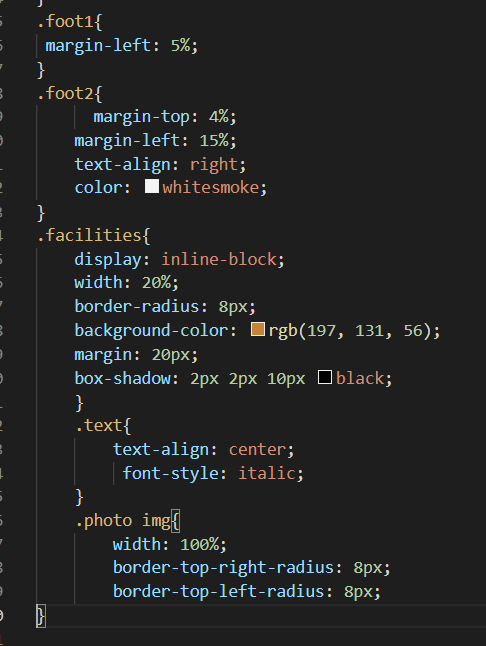 }
.foot1{
margin-left: 5%;
}
.foot2{
margin-top: 4%;
margin-left: 15%;
text-align: right;
color: whitesmoke;
}
.facilities{
display: inline-block;
width: 20%;
border-radius: 8px;
background-color: rgb(197, 131, 56);
margin: 20px;
box-shadow: 2px 2px 10px black;
}
.text{
text-align: center;
font-style: italic;
}
.photo img{
width: 100%;
border-top-right-radius: 8px;
border-top-left-radius: 8px;
}